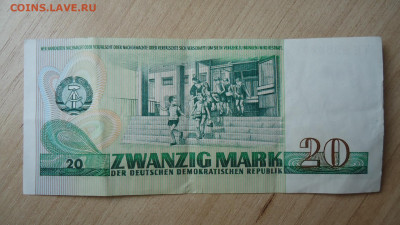 COINS.LAVE.RU
20
ZWANZIG MARK
20
DER DEUTSCHEN DEMOKRATISCHEN REPUBLIK